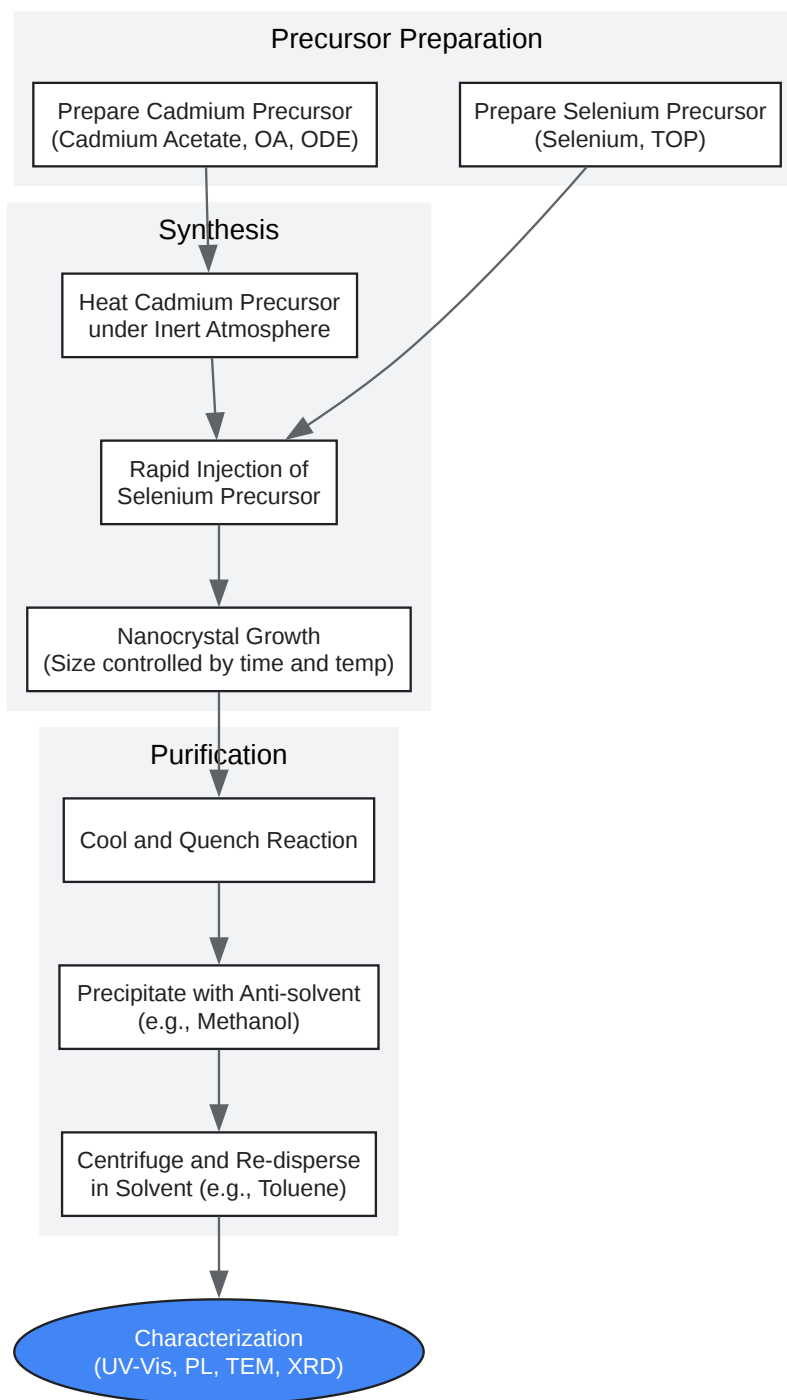 Precursor Preparation
Prepare Cadmium Precursor
(Cadmium Acetate, OA, ODE)
Prepare Selenium Precursor
(Selenium, TOP)
Synthesis
Heat Cadmium Precursor
under Inert Atmosphere
Rapid Injection of
Selenium Precursor
Nanocrystal Growth
(Size controlled by time and temp)
Purification
Cool and Quench Reaction
Precipitate with Anti-solvent
(e.g., Methanol)
Centrifuge and Re-disperse
in Solvent (e.g., Toluene)
Characterization
(UV-Vis, PL, TEM, XRD)